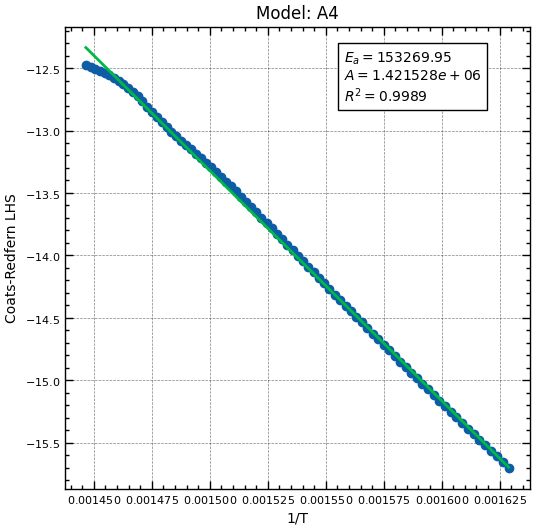 Model: A4
Eₐ = 153269.95
A = 1.421528e + 06
R² = 0.9989
−12.5
−13.0
−13.5
−14.0
−14.5
−15.0
−15.5
Coats-Redfern LHS
0.001450 0.001475 0.001500 0.001525 0.001550 0.001575 0.001600 0.001625
1/T